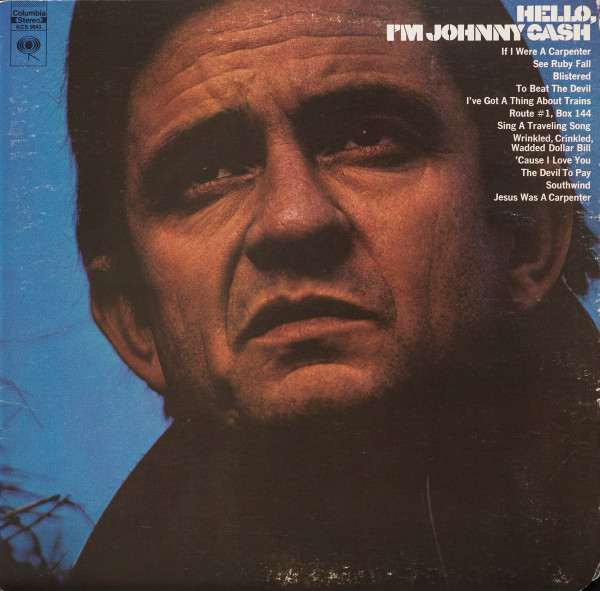 Columbia
Stereo
KCS 9943
HELLO,
I'M JOHNNY CASH
If I Were A Carpenter
See Ruby Fall
Blistered
To Beat The Devil
I've Got A Thing About Trains
Route #1, Box 144
Sing A Traveling Song
Wrinkled, Crinkled,
Wadded Dollar Bill
'Cause I Love You
The Devil To Pay
Southwind
Jesus Was A Carpenter